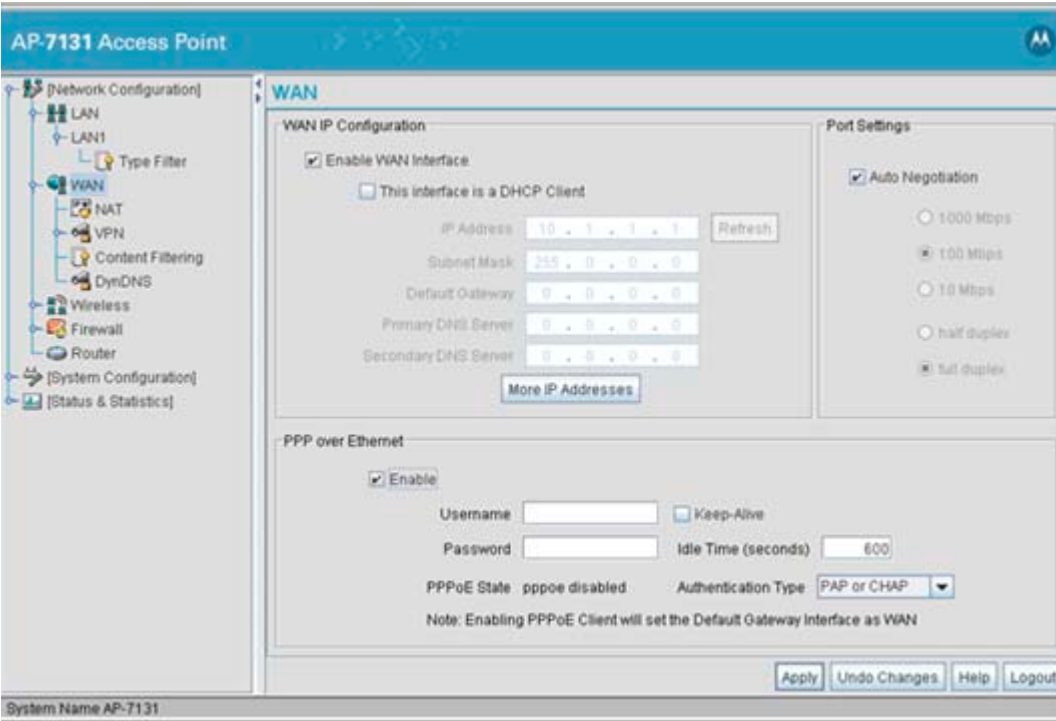 AP-7131 Access Point
[Network Configuration]
LAN
LAN1
Type Filter
WAN
NAT
VPN
Content Filtering
DynDNS
Wireless
Firewall
Router
[System Configuration]
[Status & Statistics]
WAN
WAN IP Configuration
Enable WAN Interface
This interface is a DHCP Client
IP Address 10 . 1 . 1 . 1 Refresh
Subnet Mask 255 . 0 . 0 . 0
Default Gateway 0 . 0 . 0 . 0
Primary DNS Server 0 . 0 . 0 . 0
Secondary DNS Server 0 . 0 . 0 . 0
More IP Addresses
Port Settings
Auto Negotiation
1000 Mbps
100 Mbps
10 Mbps
half duplex
full duplex
PPP over Ethernet
Enable
Username Keep-Alive
Password Idle Time (seconds) 600
PPPoE State pppoe disabled Authentication Type PAP or CHAP
Note: Enabling PPPoE Client will set the Default Gateway Interface as WAN
Apply Undo Changes Help Logout
System Name AP-7131